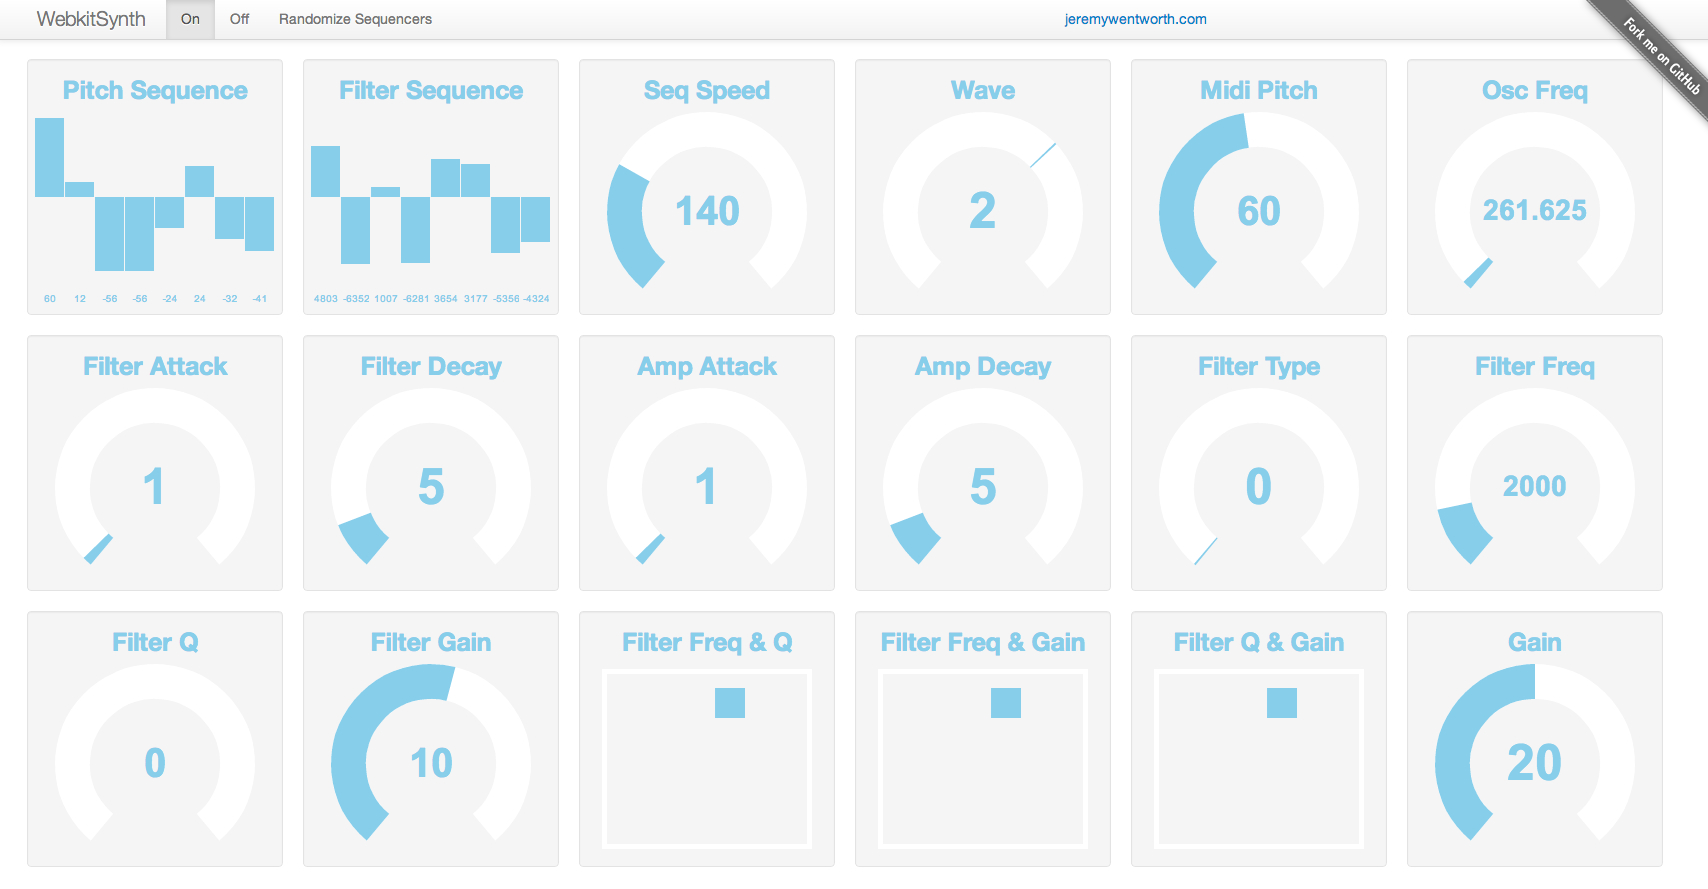 WebkitSynth On Off Randomize Sequencers jeremywentworth.com
Fork me on GitHub
Pitch Sequence
60 12 -56 -56 -24 24 -32 -41
Filter Sequence
4803 -6352 1007 -6281 3654 3177 -5356 -4324
Seq Speed
140
Wave
2
Midi Pitch
60
Osc Freq
261.625
Filter Attack
1
Filter Decay
5
Amp Attack
1
Amp Decay
5
Filter Type
0
Filter Freq
2000
Filter Q
0
Filter Gain
10
Filter Freq & Q
Filter Freq & Gain
Filter Q & Gain
Gain
20